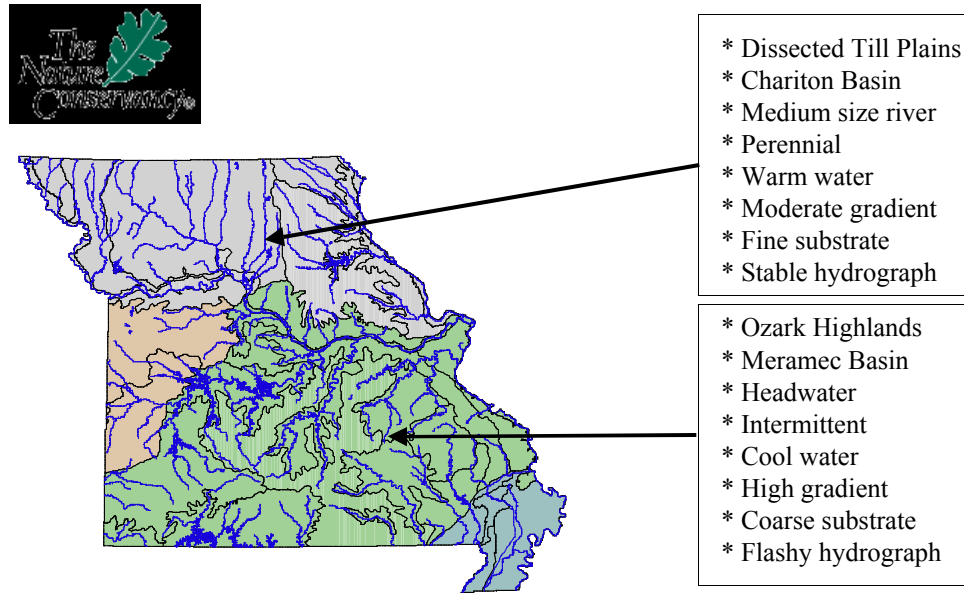 The
Nature
Conservancy®
* Dissected Till Plains
* Chariton Basin
* Medium size river
* Perennial
* Warm water
* Moderate gradient
* Fine substrate
* Stable hydrograph
* Ozark Highlands
* Meramec Basin
* Headwater
* Intermittent
* Cool water
* High gradient
* Coarse substrate
* Flashy hydrograph